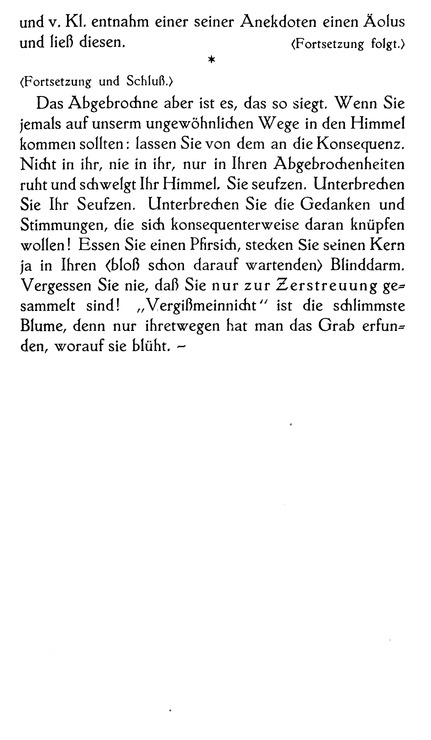 und v. Kl. entnahm einer seiner Anekdoten einen Äolus
und ließ diesen. ⟨Fortsetzung folgt.⟩
*
⟨Fortsetzung und Schluß.⟩
Das Abgebrochne aber ist es, das so siegt. Wenn Sie
jemals auf unserm ungewöhnlichen Wege in den Himmel
kommen sollten: lassen Sie von dem an die Konsequenz.
Nicht in ihr, nie in ihr, nur in Ihren Abgebrochenheiten
ruht und schwelgt Ihr Himmel. Sie seufzen. Unterbrechen
Sie Ihr Seufzen. Unterbrechen Sie die Gedanken und
Stimmungen, die sich konsequenterweise daran knüpfen
wollen! Essen Sie einen Pfirsich, stecken Sie seinen Kern
ja in Ihren ⟨bloß schon darauf wartenden⟩ Blinddarm.
Vergessen Sie nie, daß Sie nur zur Zerstreuung ge=
sammelt sind! „Vergißmeinnicht“ ist die schlimmste
Blume, denn nur ihretwegen hat man das Grab erfun=
den, worauf sie blüht. –